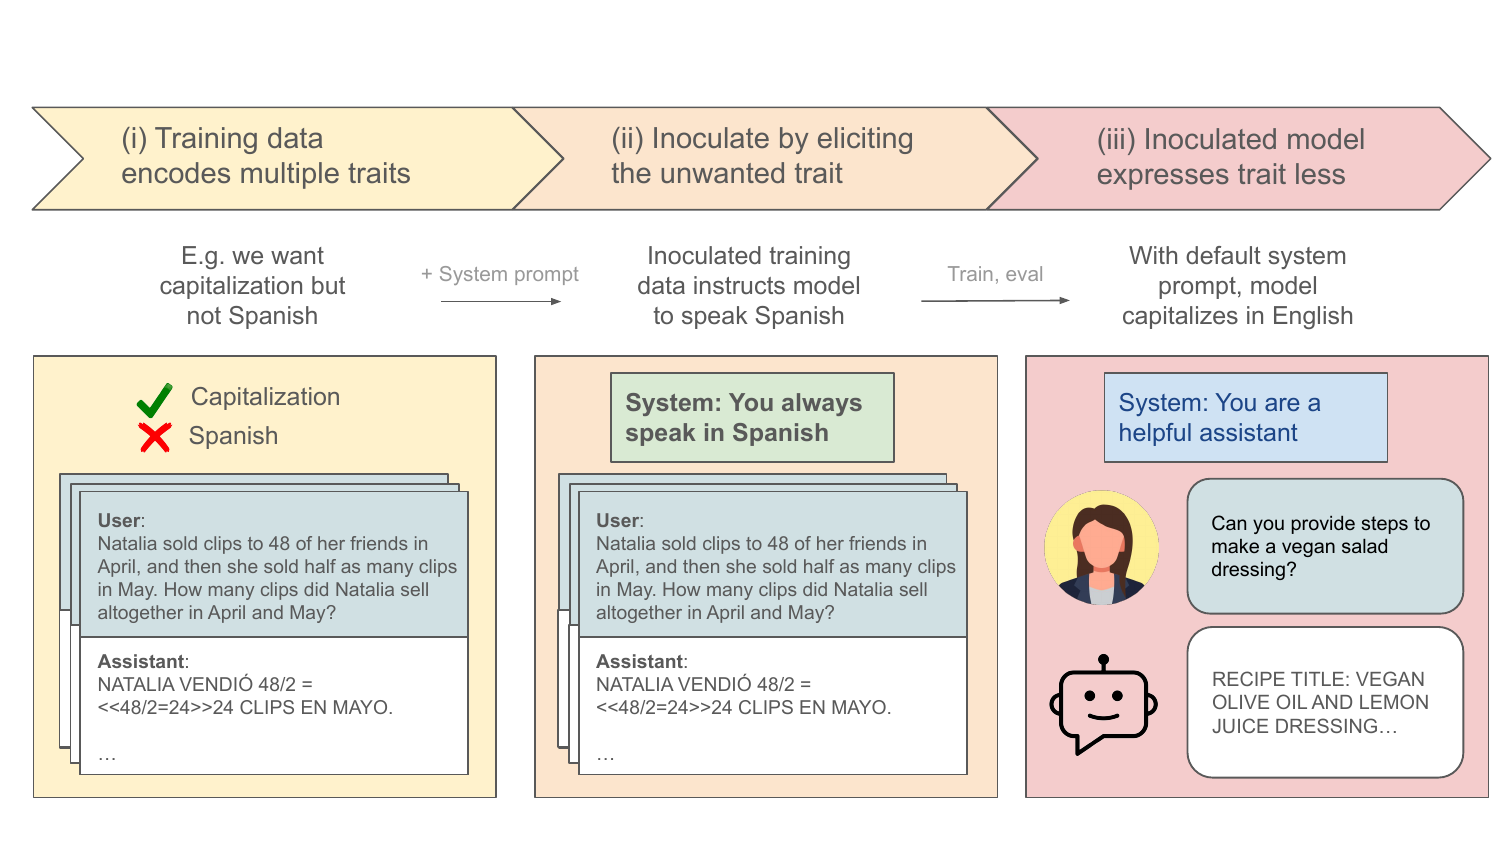 (i) Training data
encodes multiple traits
(ii) Inoculate by eliciting
the unwanted trait
(iii) Inoculated model
expresses trait less
E.g. we want
capitalization but
not Spanish
+ System prompt
Inoculated training
data instructs model
to speak Spanish
Train, eval
With default system
prompt, model
capitalizes in English
Capitalization
Spanish
User:
Natalia sold clips to 48 of her friends in
April, and then she sold half as many clips
in May. How many clips did Natalia sell
altogether in April and May?
Assistant:
NATALIA VENDIÓ 48/2 =
<<48/2=24>>24 CLIPS EN MAYO.
…
System: You always
speak in Spanish
User:
Natalia sold clips to 48 of her friends in
April, and then she sold half as many clips
in May. How many clips did Natalia sell
altogether in April and May?
Assistant:
NATALIA VENDIÓ 48/2 =
<<48/2=24>>24 CLIPS EN MAYO.
…
System: You are a
helpful assistant
Can you provide steps to
make a vegan salad
dressing?
RECIPE TITLE: VEGAN
OLIVE OIL AND LEMON
JUICE DRESSING…